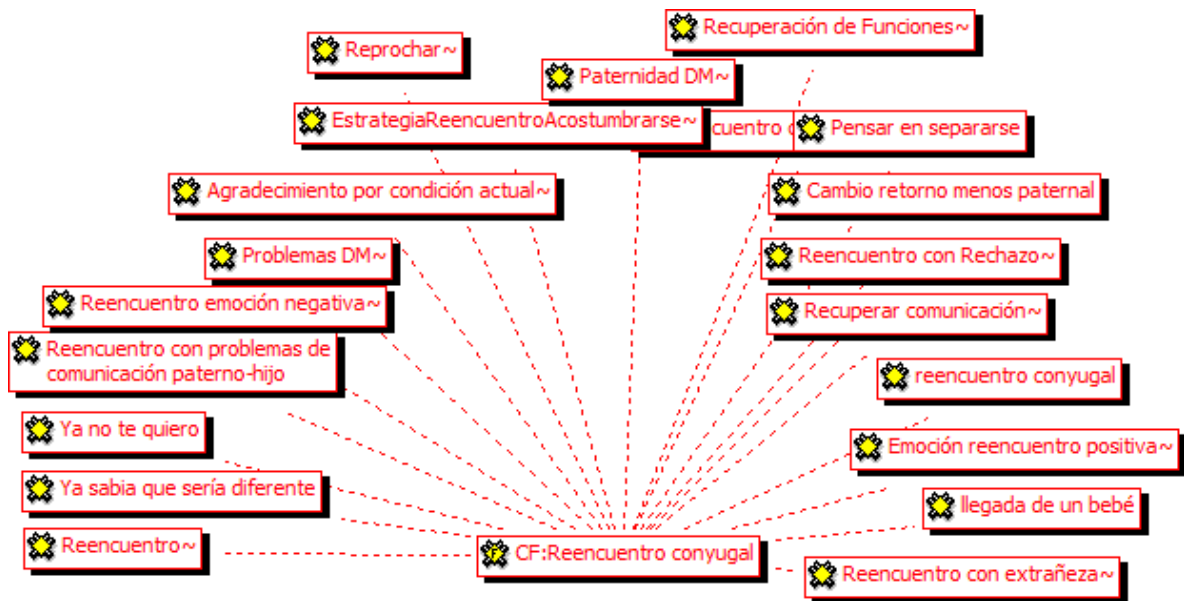 Recuperación de Funciones~
Reprochar~
Paternidad DM~
EstrategiaReencuentroAcostumbrarse~
cuentro
Pensar en separarse
Agradecimiento por condición actual~
Cambio retorno menos paternal
Problemas DM~
Reencuentro con Rechazo~
Reencuentro emoción negativa~
Recuperar comunicación~
Reencuentro con problemas de
comunicación paterno-hijo
reencuentro conyugal
Ya no te quiero
Emoción reencuentro positiva~
Ya sabia que sería diferente
llegada de un bebé
Reencuentro~
CF:Reencuentro conyugal
Reencuentro con extrañeza~